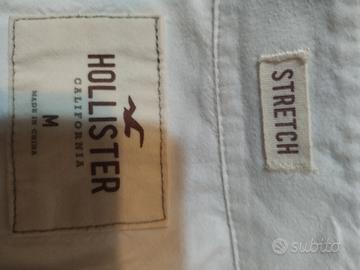 HOLLISTER
CALIFORNIA
M
MADE IN CHINA
STRETCH
subito